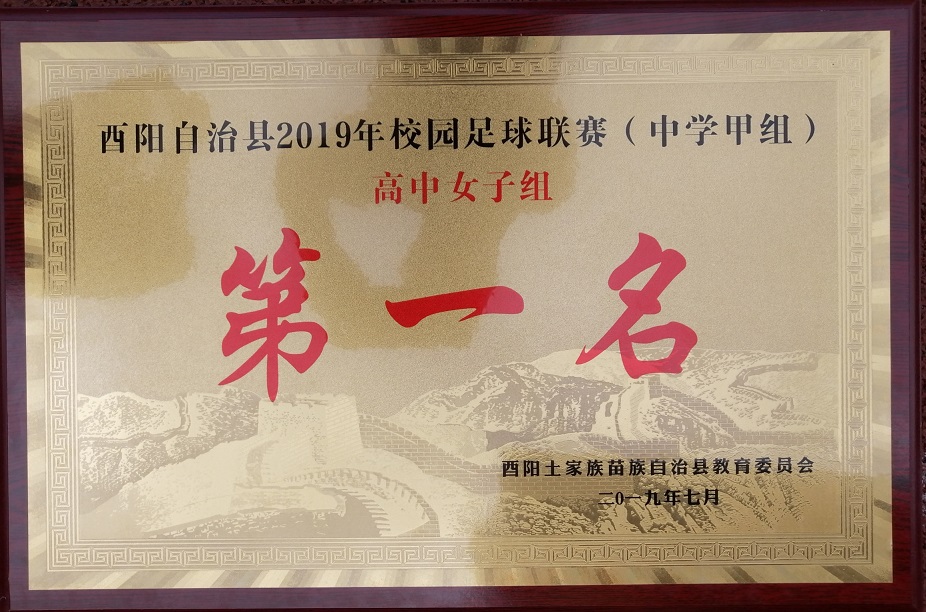 酉阳自治县2019年校园足球联赛（中学甲组）
高中女子组
第一名
酉阳土家族苗族自治县教育委员会
二0一九年七月